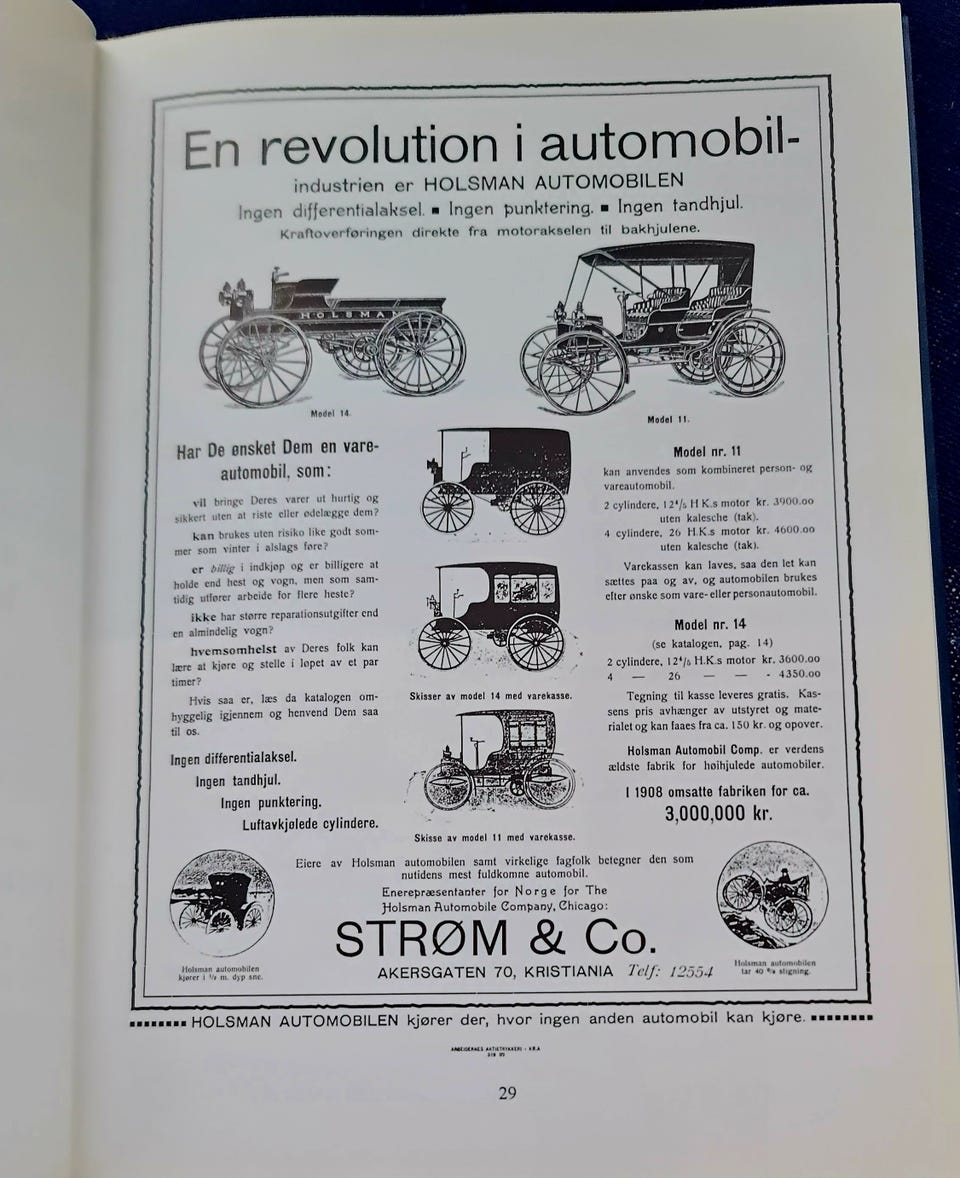 En revolution i automobil-
industrien er HOLSMAN AUTOMOBILEN
Ingen differentialaksel. ▪ Ingen punktering. ▪ Ingen tandhjul.
Kraftoverføringen direkte fra motorakselen til bakhjulene.
HOLSMA
Model 14.
Model 11.
Har De ønsket Dem en vare-
automobil, som:
vil bringe Deres varer ut hurtig og
sikkert uten at riste eller ødelægge dem?
kan brukes uten risiko like godt som-
mer som vinter i alslags føre?
er billig i indkjøp og er billigere at
holde end hest og vogn, men som sam-
tidig utfører arbeide for flere heste?
ikke har større reparationsutgifter end
en almindelig vogn?
hvemsomhelst av Deres folk kan
lære at kjøre og stelle i løpet av et par
timer?
Hvis saa er, læs da katalogen om-
hyggelig igjennem og henvend Dem saa
til os.
Ingen differentialaksel.
Ingen tandhjul.
Ingen punktering.
Luftavkjølede cylindere.
Skisser av model 14 med varekasse.
Skisse av model 11 med varekasse.
Model nr. 11
kan anvendes som kombineret person- og
vareautomobil.
2 cylindere, 12⁴/₅ H K.s motor kr. 3900.00
uten kalesche (tak).
4 cylindere, 26 H.K.s motor kr. 4600.00
uten kalesche (tak).
Varekassen kan laves, saa den let kan
sættes paa og av, og automobilen brukes
efter ønske som vare- eller personautomobil.
Model nr. 14
(se katalogen, pag. 14)
2 cylindere, 12⁴/₅ H.K.s motor kr. 3600.00
4 — 26 — — - 4350.00
Tegning til kasse leveres gratis. Kas-
sens pris avhænger av utstyret og mate-
rialet og kan faaes fra ca. 150 kr. og opover.
Holsman Automobil Comp. er verdens
ældste fabrik for høihjulede automobiler.
I 1908 omsatte fabriken for ca.
3,000,000 kr.
Eiere av Holsman automobilen samt virkelige fagfolk betegner den som
nutidens mest fuldkomne automobil.
Enerepræsentanter for Norge for The
Holsman Automobile Company, Chicago:
STRØM & Co.
AKERSGATEN 70, KRISTIANIA Telf: 12554
Holsman automobilen
kjører i m. dyp sne.
Holsman automobilen
tar 40 % stigning.
HOLSMAN AUTOMOBILEN kjører der, hvor ingen anden automobil kan kjøre.
ARBEIDERNES AKTIETRYKKERI - KR.A
29